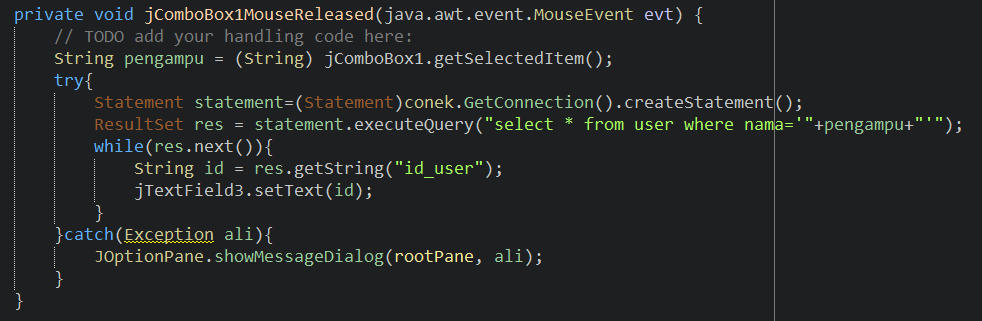 private void jComboBox1MouseReleased(java.awt.event.MouseEvent evt) {
// TODO add your handling code here:
String pengampu = (String) jComboBox1.getSelectedItem();
try{
Statement statement=(Statement)conek.GetConnection().createStatement();
ResultSet res = statement.executeQuery("select * from user where nama='"+pengampu+"'");
while(res.next()){
String id = res.getString("id_user");
jTextField3.setText(id);
}
}catch(Exception ali){
JOptionPane.showMessageDialog(rootPane, ali);
}
}